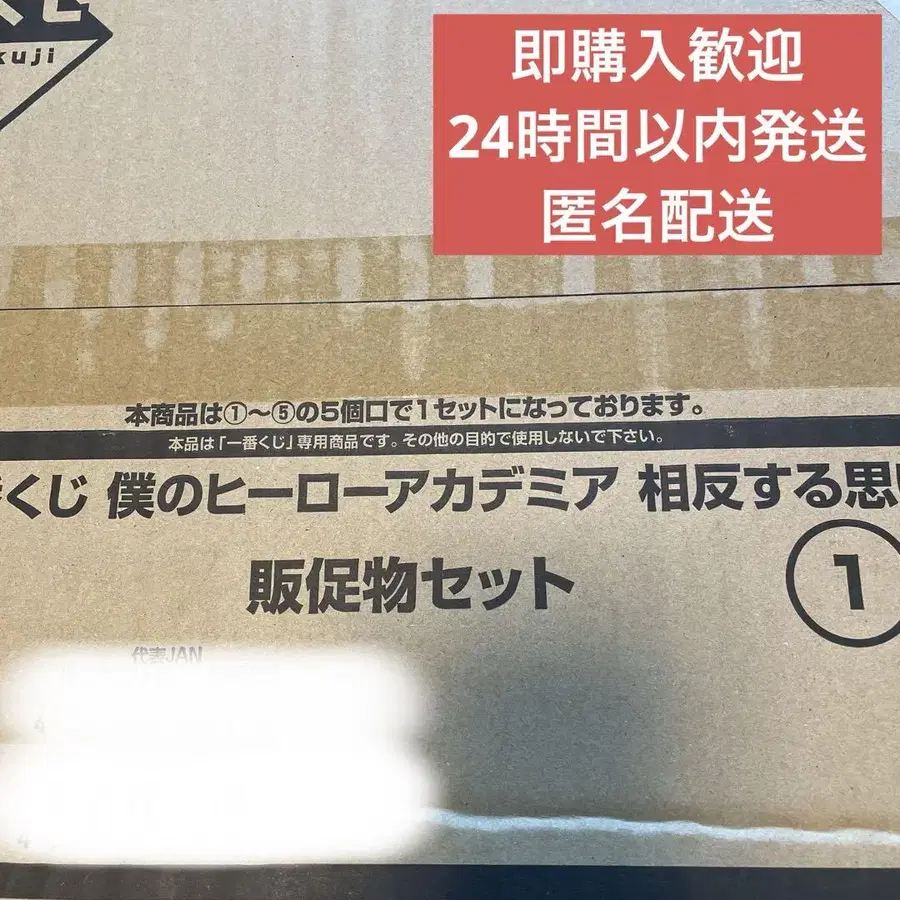 kuji
即購入歓迎
24時間以内発送
匿名配送
本商品は①〜⑤の5個口で1セットになっております。
本品は「一番くじ」専用商品です。その他の目的で使用しないで下さい。
くじ 僕のヒーローアカデミア 相反する思
販促物セット
1
代表JAN
4
4